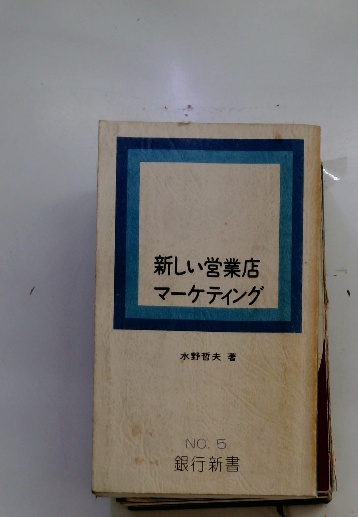 新しい営業店
マーケティング
水野哲夫 著
NO. 5
銀行新書